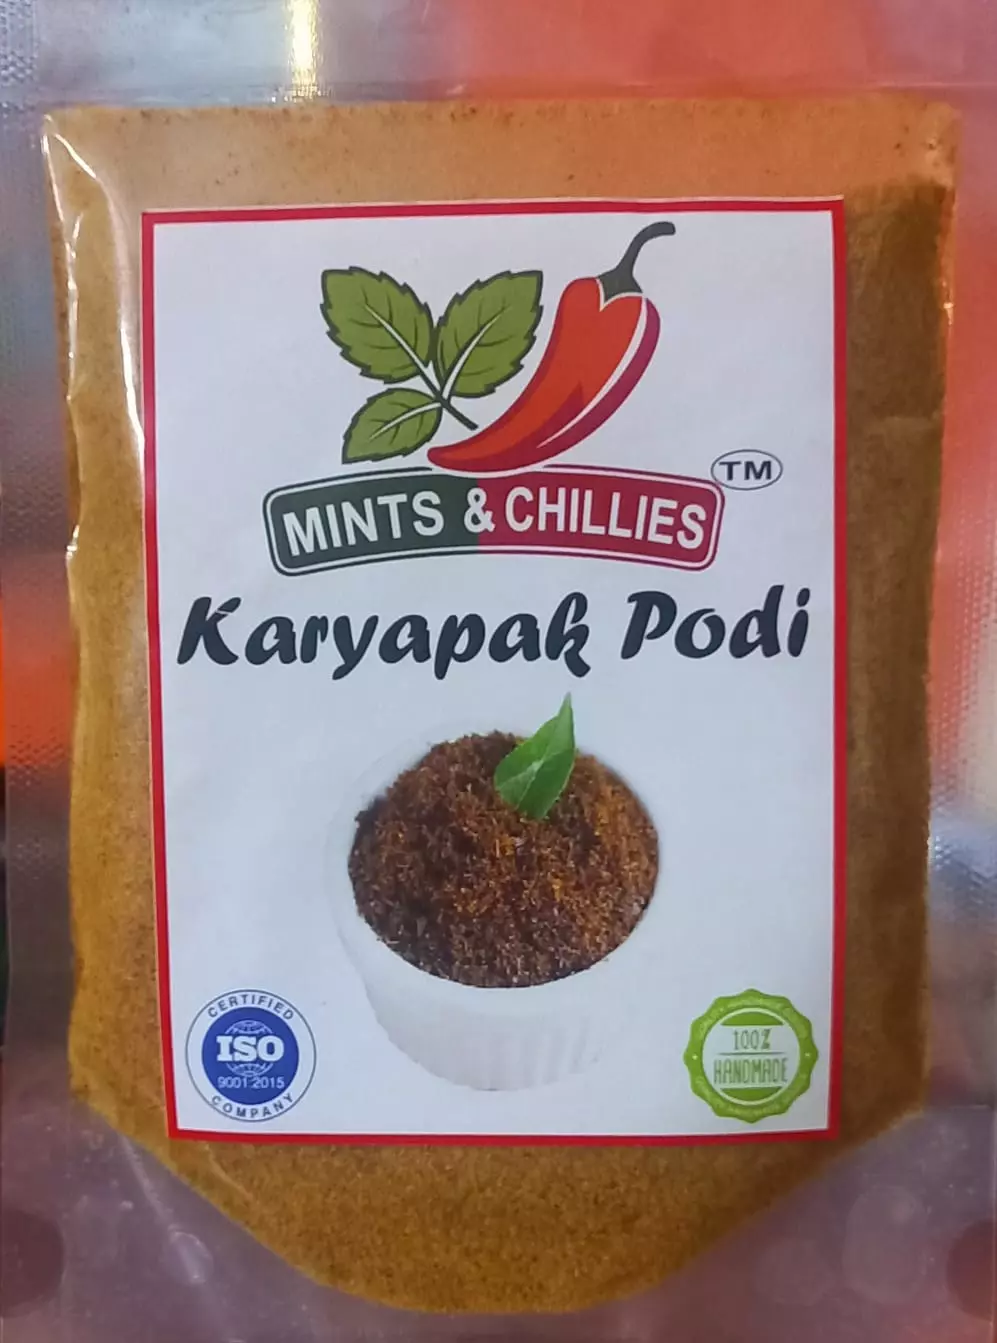 TM
MINTS & CHILLIES
Karyapak Podi
CERTIFIED
ISO
9001:2015
COMPANY
100%
HANDMADE